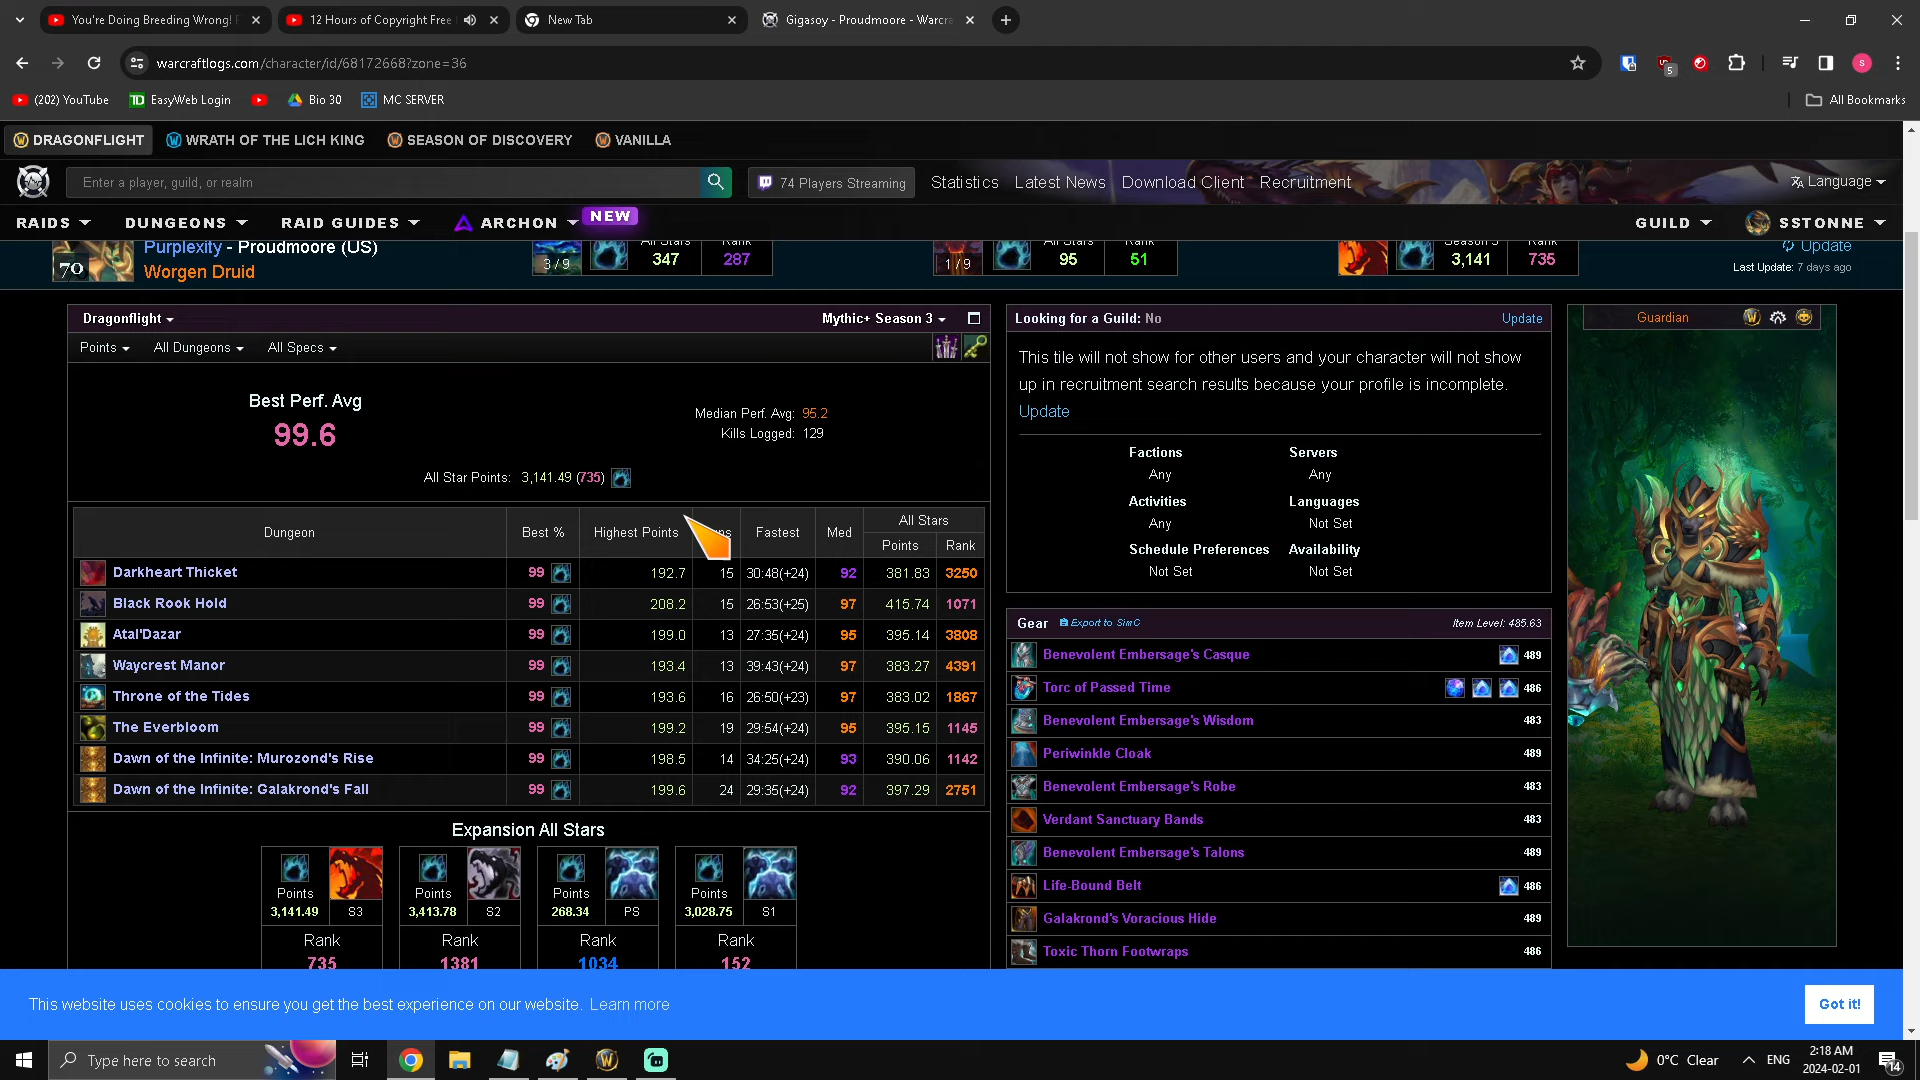 You're Doing Breeding Wrong!
12 Hours of Copyright Free
New Tab
Gigasoy - Proudmoore - Warcra
warcraftlogs.com/character/id/68172668?zone=36
5
S
(202) YouTube
TD EasyWeb Login
Bio 30
MC SERVER
All Bookmarks
DRAGONFLIGHT
WRATH OF THE LICH KING
SEASON OF DISCOVERY
VANILLA
Enter a player, guild, or realm
74 Players Streaming
Statistics
Latest News
Download Client
Recruitment
Language
RAIDS
DUNGEONS
RAID GUIDES
ARCHON
NEW
GUILD
SSTONNE
70
Purplexity - Proudmoore (US)
Worgen Druid
3 / 9
All Stars
347
Rank
287
1 / 9
All Stars
95
Rank
51
Season 3
3,141
Rank
735
Update
Last Update: 7 days ago
Dragonflight
Mythic+ Season 3
Points
All Dungeons
All Specs
Best Perf. Avg
99.6
Median Perf. Avg: 95.2
Kills Logged: 129
All Star Points: 3,141.49 (735)
Dungeon Best % Highest Points Fastest Med All Stars
Points Rank
Darkheart Thicket 99 192.7 15 30:48(+24) 92 381.83 3250
Black Rook Hold 99 208.2 15 26:53(+25) 97 415.74 1071
Atal'Dazar 99 199.0 13 27:35(+24) 95 395.14 3808
Waycrest Manor 99 193.4 13 39:43(+24) 97 383.27 4391
Throne of the Tides 99 193.6 16 26:50(+23) 97 383.02 1867
The Everbloom 99 199.2 19 29:54(+24) 95 395.15 1145
Dawn of the Infinite: Murozond's Rise 99 198.5 14 34:25(+24) 93 390.06 1142
Dawn of the Infinite: Galakrond's Fall 99 199.6 24 29:35(+24) 92 397.29 2751
Expansion All Stars
Points
3,141.49
S3
Rank
735
Points
3,413.78
S2
Rank
1381
Points
268.34
PS
Rank
1034
Points
3,028.75
S1
Rank
152
Looking for a Guild: No
Update
This tile will not show for other users and your character will not show
up in recruitment search results because your profile is incomplete.
Update
Factions
Any
Servers
Any
Activities
Any
Languages
Not Set
Schedule Preferences
Not Set
Availability
Not Set
Gear
Export to SimC
Item Level: 485.63
Benevolent Embersage's Casque 489
Torc of Passed Time 486
Benevolent Embersage's Wisdom 483
Periwinkle Cloak 489
Benevolent Embersage's Robe 483
Verdant Sanctuary Bands 483
Benevolent Embersage's Talons 489
Life-Bound Belt 486
Galakrond's Voracious Hide 489
Toxic Thorn Footwraps 486
Guardian
This website uses cookies to ensure you get the best experience on our website. Learn more
Got it!
Type here to search
0°C Clear
ENG
2:18 AM
2024-02-01
14